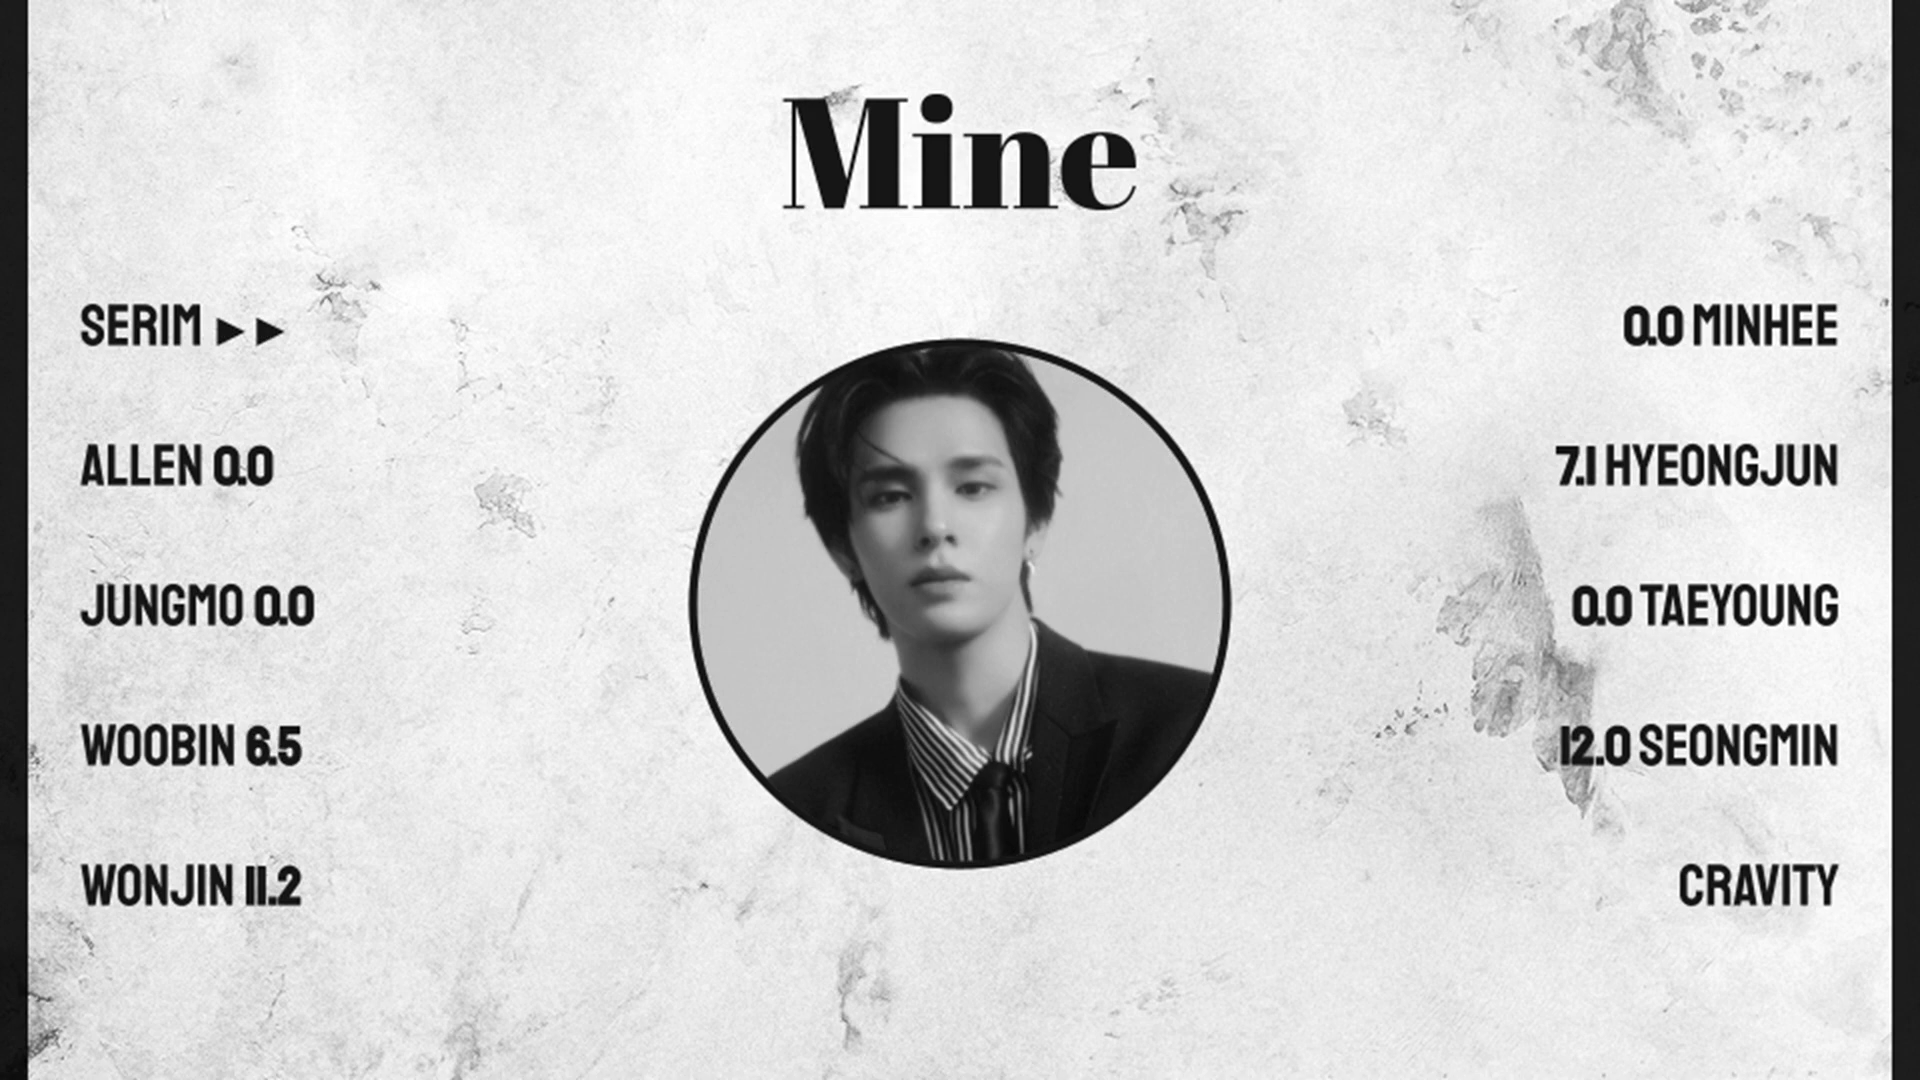 Mine
SERIM ▶▶
ALLEN 0.0
JUNGMO 0.0
WOOBIN 6.5
WONJIN 11.2
0.0 MINHEE
7.1 HYEONGJUN
0.0 TAEYOUNG
12.0 SEONGMIN
CRAVITY